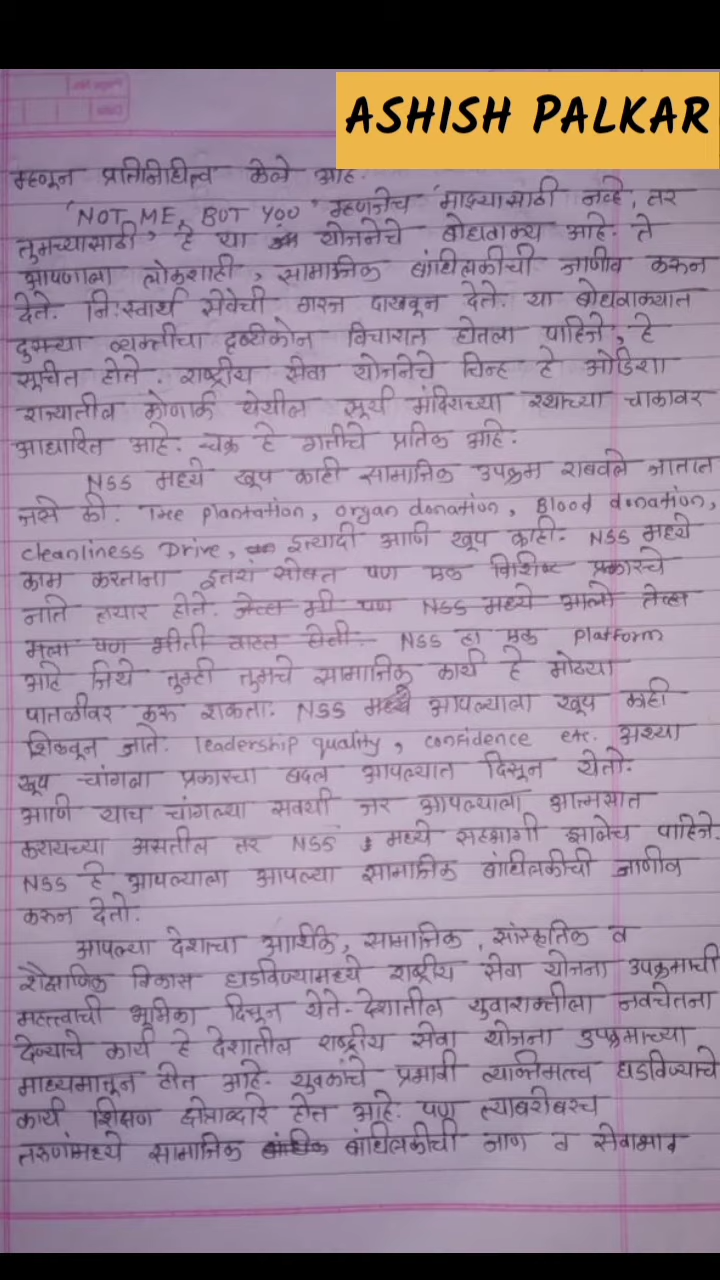 ASHISH PALKAR
म्हणून प्रतिनिधीत्व केले आहे.
'NOT ME, BUT YOU' म्हणजेच 'माझ्यासाठी नव्हे, तर
तुमच्यासाठी' हे या योजनेचे बोधवाक्य आहे. ते
आपणाला लोकशाही, सामाजिक बांधिलकीची जाणीव करून
देते. निःस्वार्थ सेवेची गरज दाखवून देते. या बोधवाक्यात
दुसऱ्या व्यक्तीचा दृष्टीकोन विचारात घेतला पाहिजे, हे
सूचित होते. राष्ट्रीय सेवा योजनेचे चिन्ह हे ओडिशा
राज्यातील कोणार्क येथील सूर्य मंदिराच्या रथाच्या चाकावर
आधारित आहे. चक्र हे गतीचे प्रतिक आहे.
NSS मध्ये खूप काही सामाजिक उपक्रम राबवले जातात
जसे की. Tree plantation, organ donation, Blood donation,
cleanliness Drive, इत्यादी आणि खूप काही. NSS मध्ये
काम करताना इतरां सोबत पण एक विशिष्ट प्रकारचे
नाते तयार होते. जेव्हा मी पण NSS मध्ये आलो तेव्हा
मला पण भीती वाटत होती. NSS हा एक platform
आहे जिथे तुम्ही तुमचे सामाजिक कार्य हे मोठ्या
पातळीवर करू शकता. NSS मध्ये आपल्याला खूप काही
शिकवून जाते. leadership quality, confidence etc. अश्या
खूप चांगला प्रकारचा बदल आपल्यात दिसून येतो.
आणि याच चांगल्या सवयी जर आपल्याला आत्मसात
करायच्या असतील तर NSS मध्ये सहभागी झालेच पाहिजे.
NSS हे आपल्याला आपल्या सामाजिक बांधिलकीची जाणीव
करून देतो.
आपल्या देशाचा आर्थिक, सामाजिक, सांस्कृतिक व
शैक्षाणिक विकास घडविण्यामध्ये राष्ट्रीय सेवा योजना उपक्रमाची
महत्त्वाची भूमिका दिसून येते. देशातील युवाशक्तीला नवचेतना
देण्याचे कार्य हे देशातील राष्ट्रीय सेवा योजना उपक्रमाच्या
माध्यमातून होत आहे. युवकांचे प्रभावी व्यक्तिमत्त्व घडविण्याचे
कार्य शिक्षण क्षेत्राव्दारे होत आहे. पण त्याबरोबरच
तरुणांमध्ये सामाजिक बांधिलकीची जाण व सेवाभाव